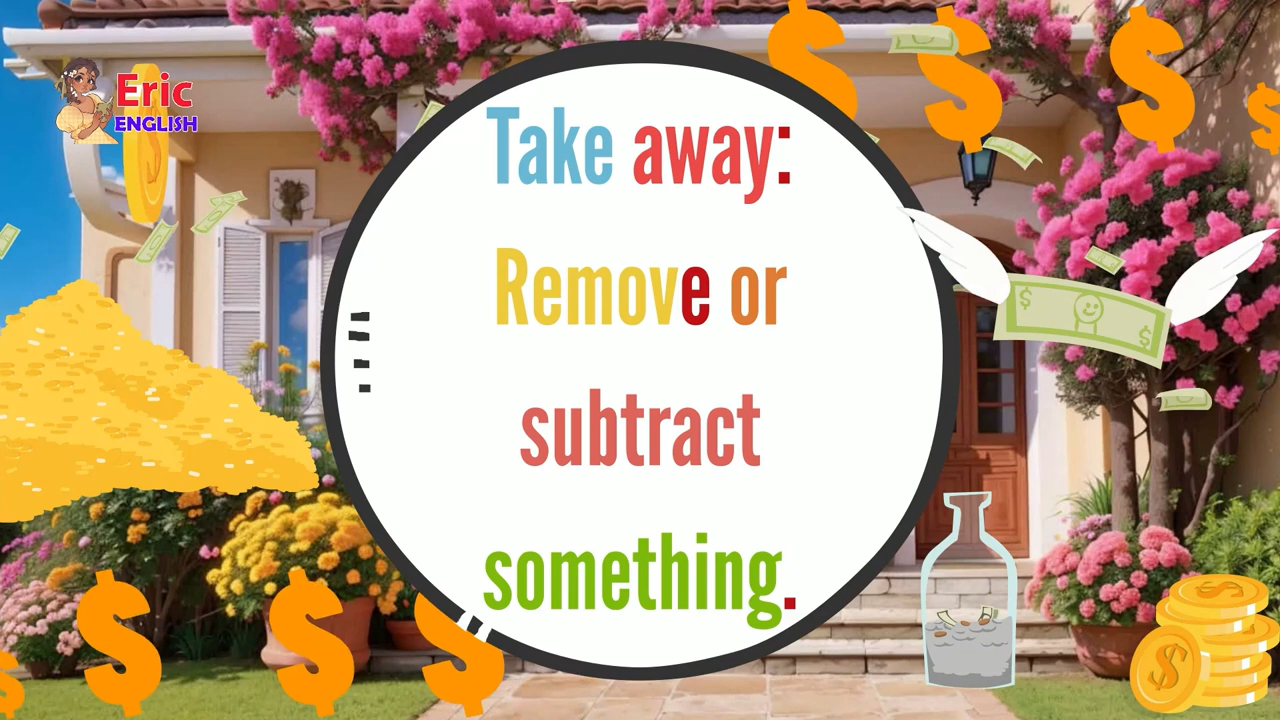 Eric
ENGLISH
Take away:
Remove or
subtract
something.